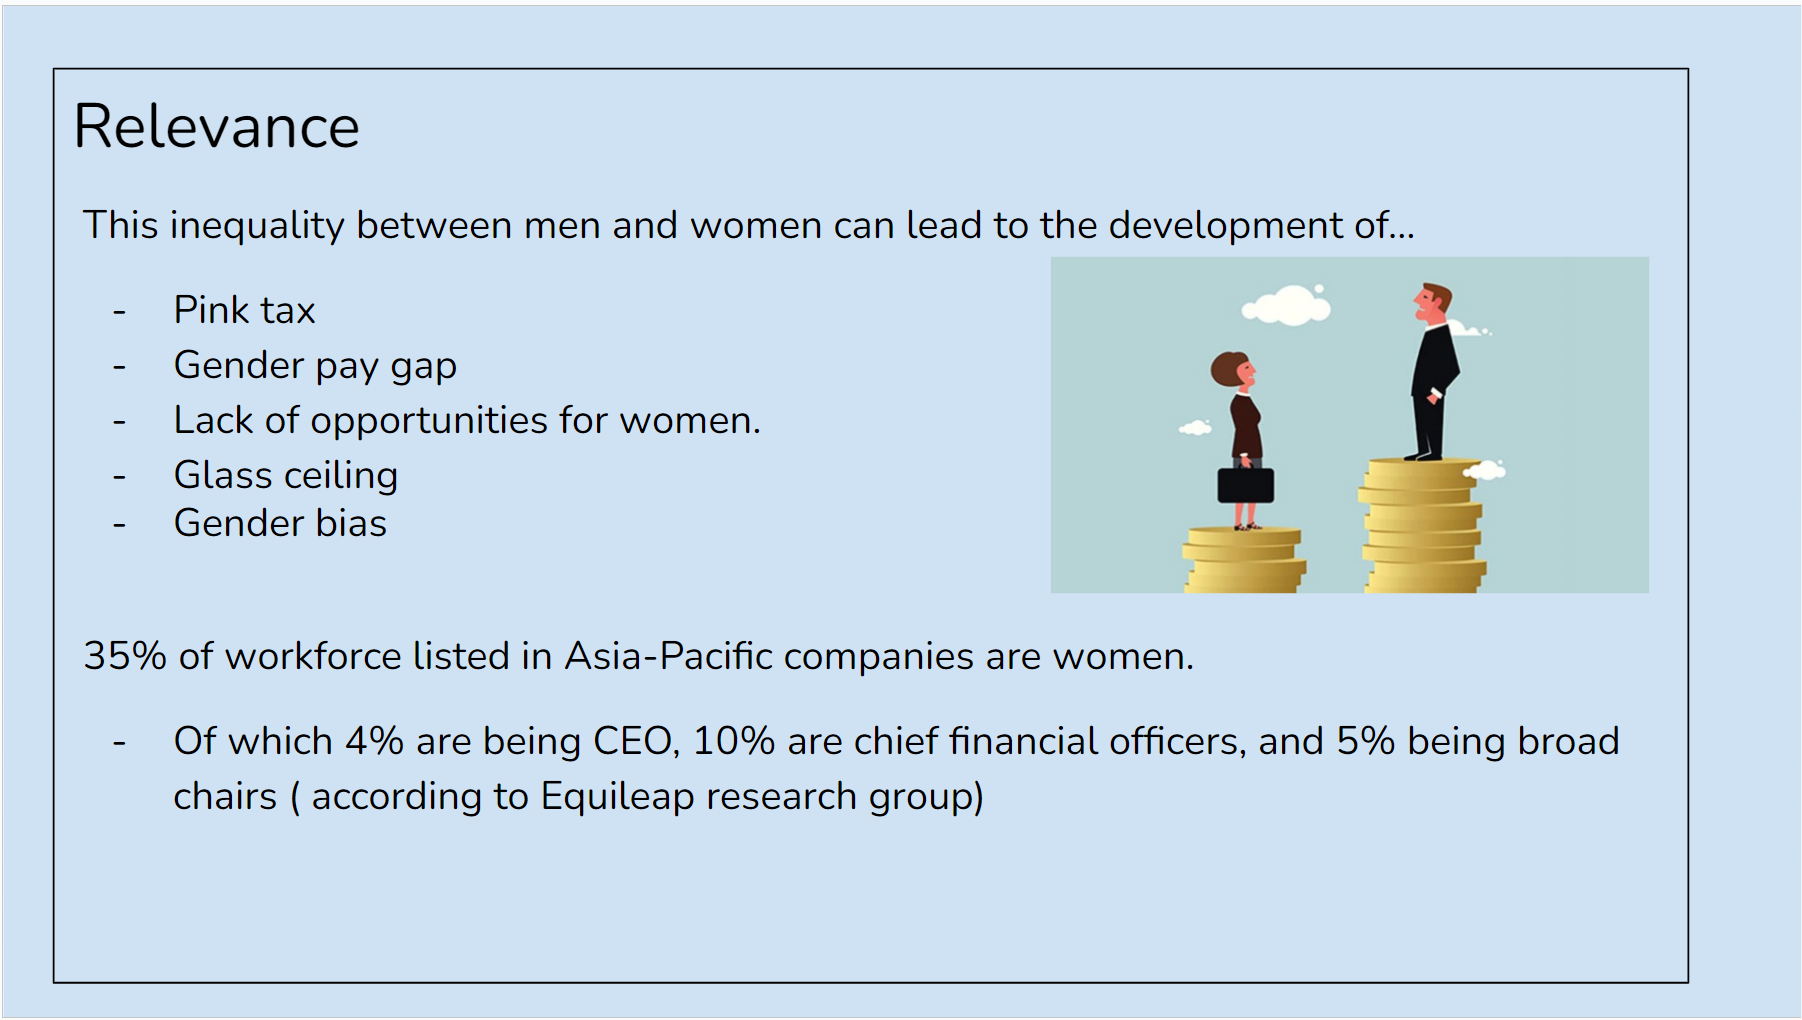 Relevance
This inequality between men and women can lead to the development of...
- Pink tax
- Gender pay gap
- Lack of opportunities for women.
- Glass ceiling
- Gender bias
35% of workforce listed in Asia-Pacific companies are women.
- Of which 4% are being CEO, 10% are chief financial officers, and 5% being broad
chairs ( according to Equileap research group)